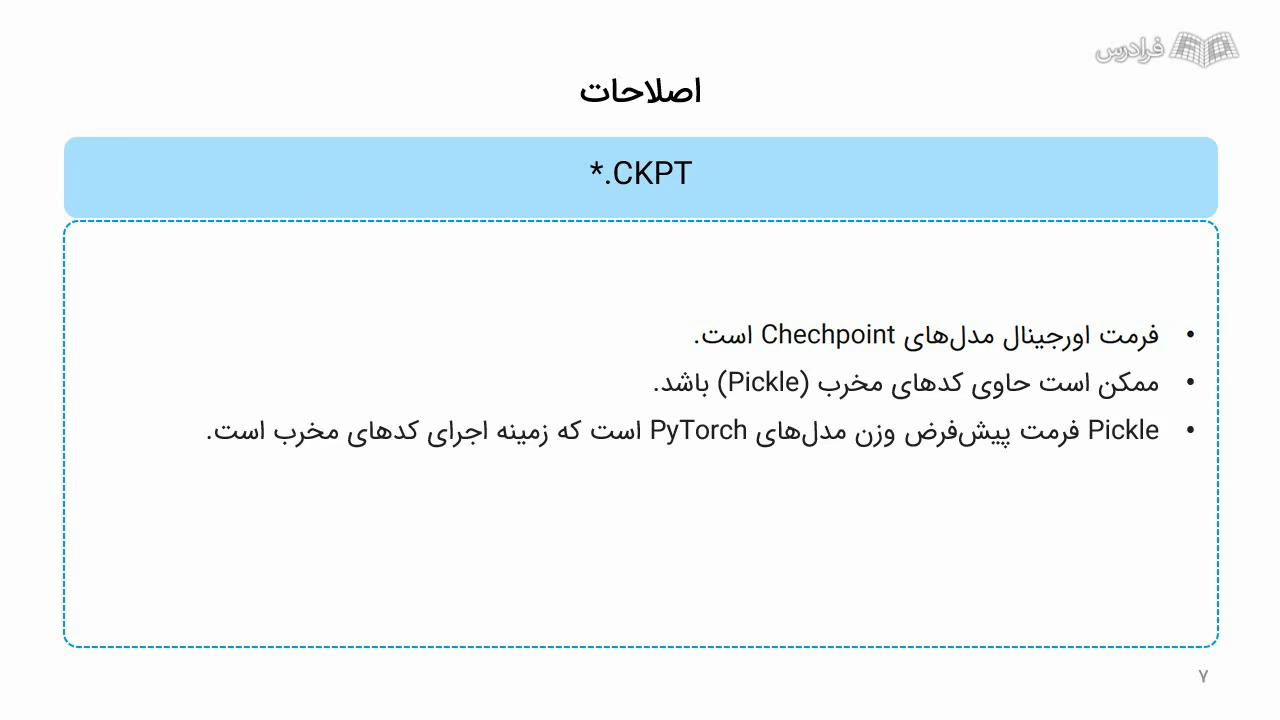 فرادرس
اصلاحات
*.CKPT
• فرمت اورجینال مدل‌های Chechpoint است.
• ممکن است حاوی کدهای مخرب (Pickle) باشد.
• Pickle فرمت پیش‌فرض وزن مدل‌های PyTorch است که زمینه اجرای کدهای مخرب است.
۷